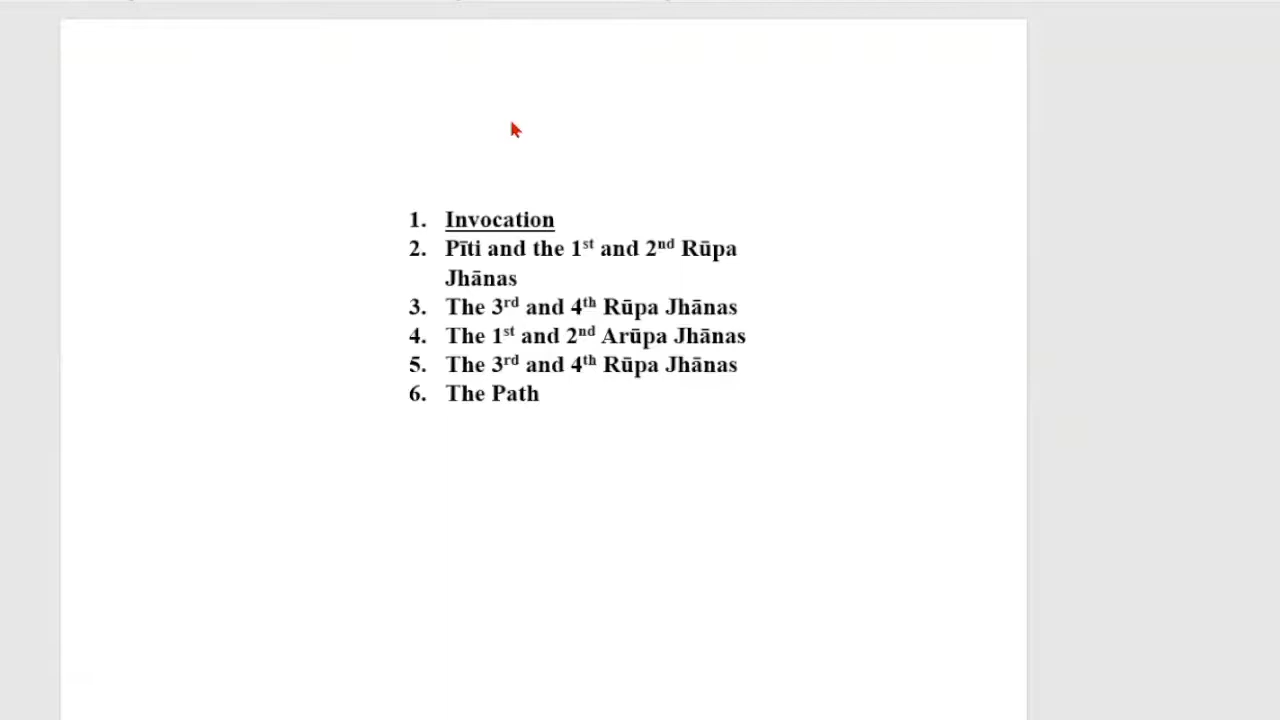 1. Invocation
2. Pīti and the 1st and 2nd Rūpa
Jhānas
3. The 3rd and 4th Rūpa Jhānas
4. The 1st and 2nd Arūpa Jhānas
5. The 3rd and 4th Rūpa Jhānas
6. The Path